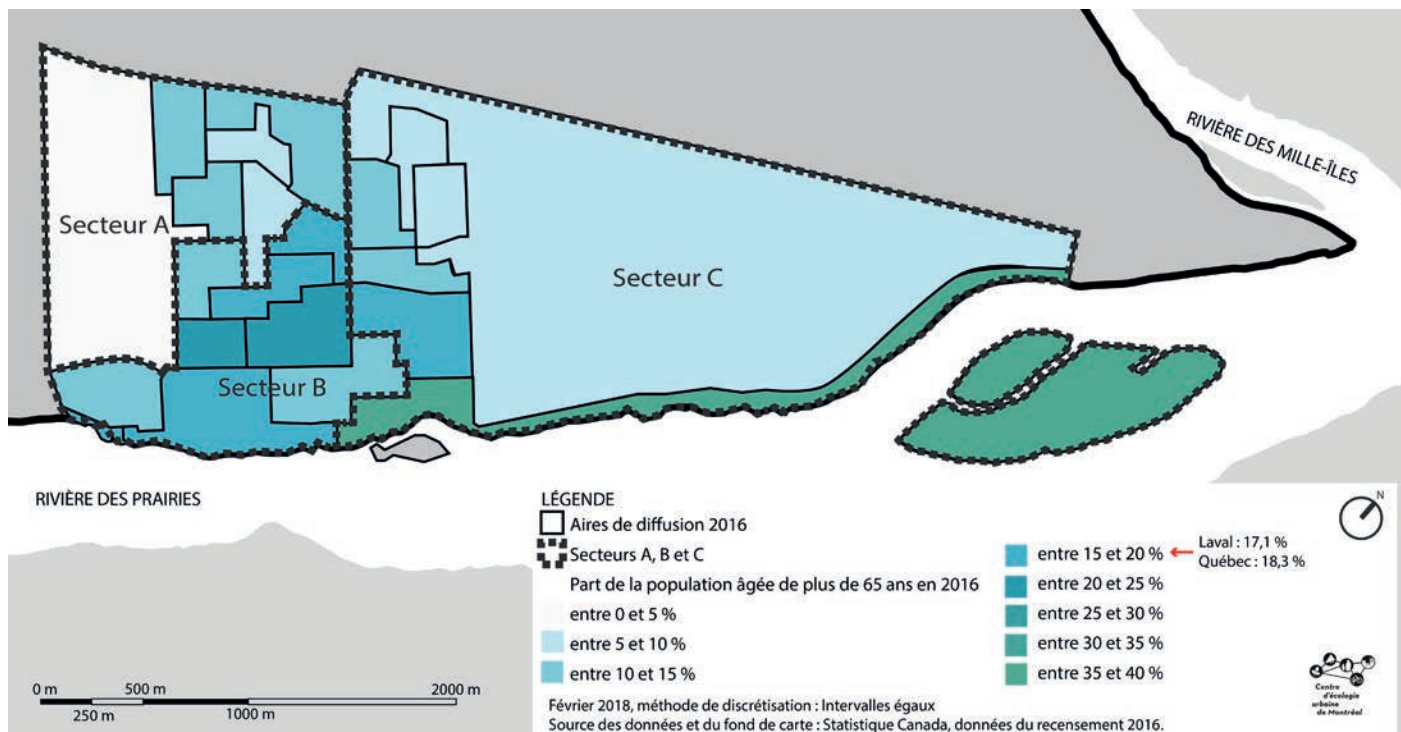 RIVIÈRE DES MILLE-ÎLES
Secteur A
Secteur C
Secteur B
RIVIÈRE DES PRAIRIES
LÉGENDE
Aires de diffusion 2016
Secteurs A, B et C
Part de la population âgée de plus de 65 ans en 2016
entre 0 et 5 %
entre 5 et 10 %
entre 10 et 15 %
entre 15 et 20 %
Laval : 17,1 %
Québec : 18,3 %
entre 20 et 25 %
entre 25 et 30 %
entre 30 et 35 %
entre 35 et 40 %
N
0 m 500 m 2000 m
250 m 1000 m
Février 2018, méthode de discrétisation : Intervalles égaux
Source des données et du fond de carte : Statistique Canada, données du recensement 2016.
Centre
d'écologie
urbaine
de Montréal